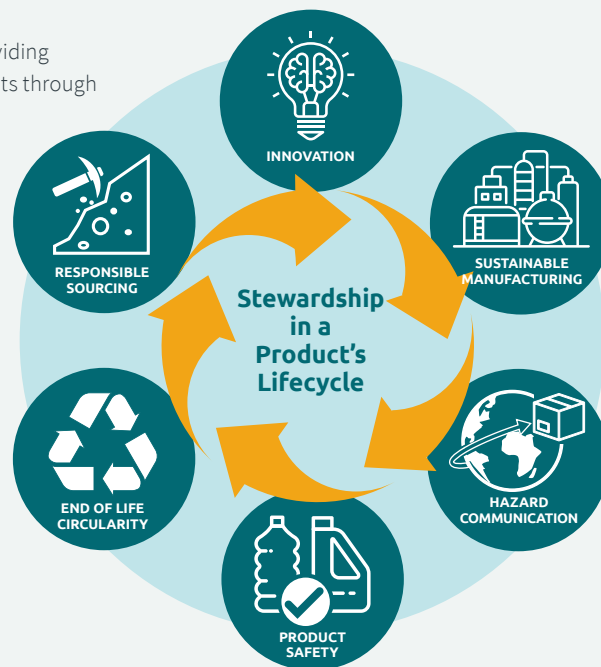 ts through
INNOVATION
RESPONSIBLE
SOURCING
SUSTAINABLE
MANUFACTURING
Stewardship
in a
Product's
Lifecycle
END OF LIFE
CIRCULARITY
HAZARD
COMMUNICATION
PRODUCT
SAFETY